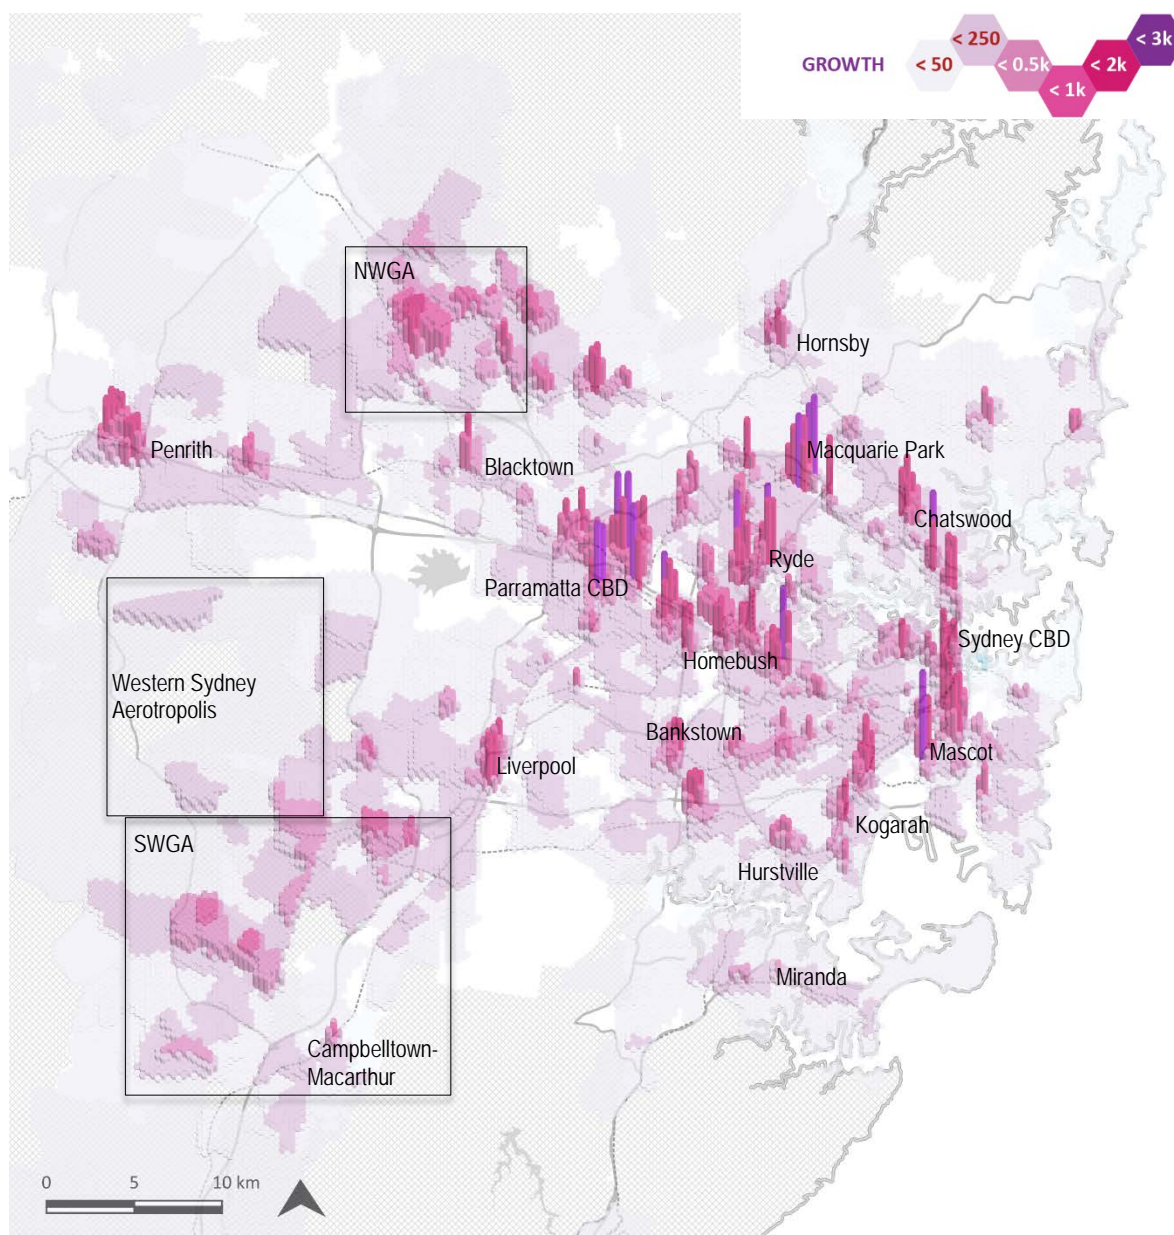 < 3k
< 250
GROWTH
< 50
< 0.5k
< 2k
< 1k
NWGA
Hornsby
Penrith
Blacktown
Macquarie Park
Chatswood
Parramatta CBD
Ryde
Homebush
Sydney CBD
Western Sydney
Aerotropolis
Bankstown
Liverpool
Mascot
SWGA
Kogarah
Hurstville
Miranda
Campbelltown-
Macarthur
0
5
10 km